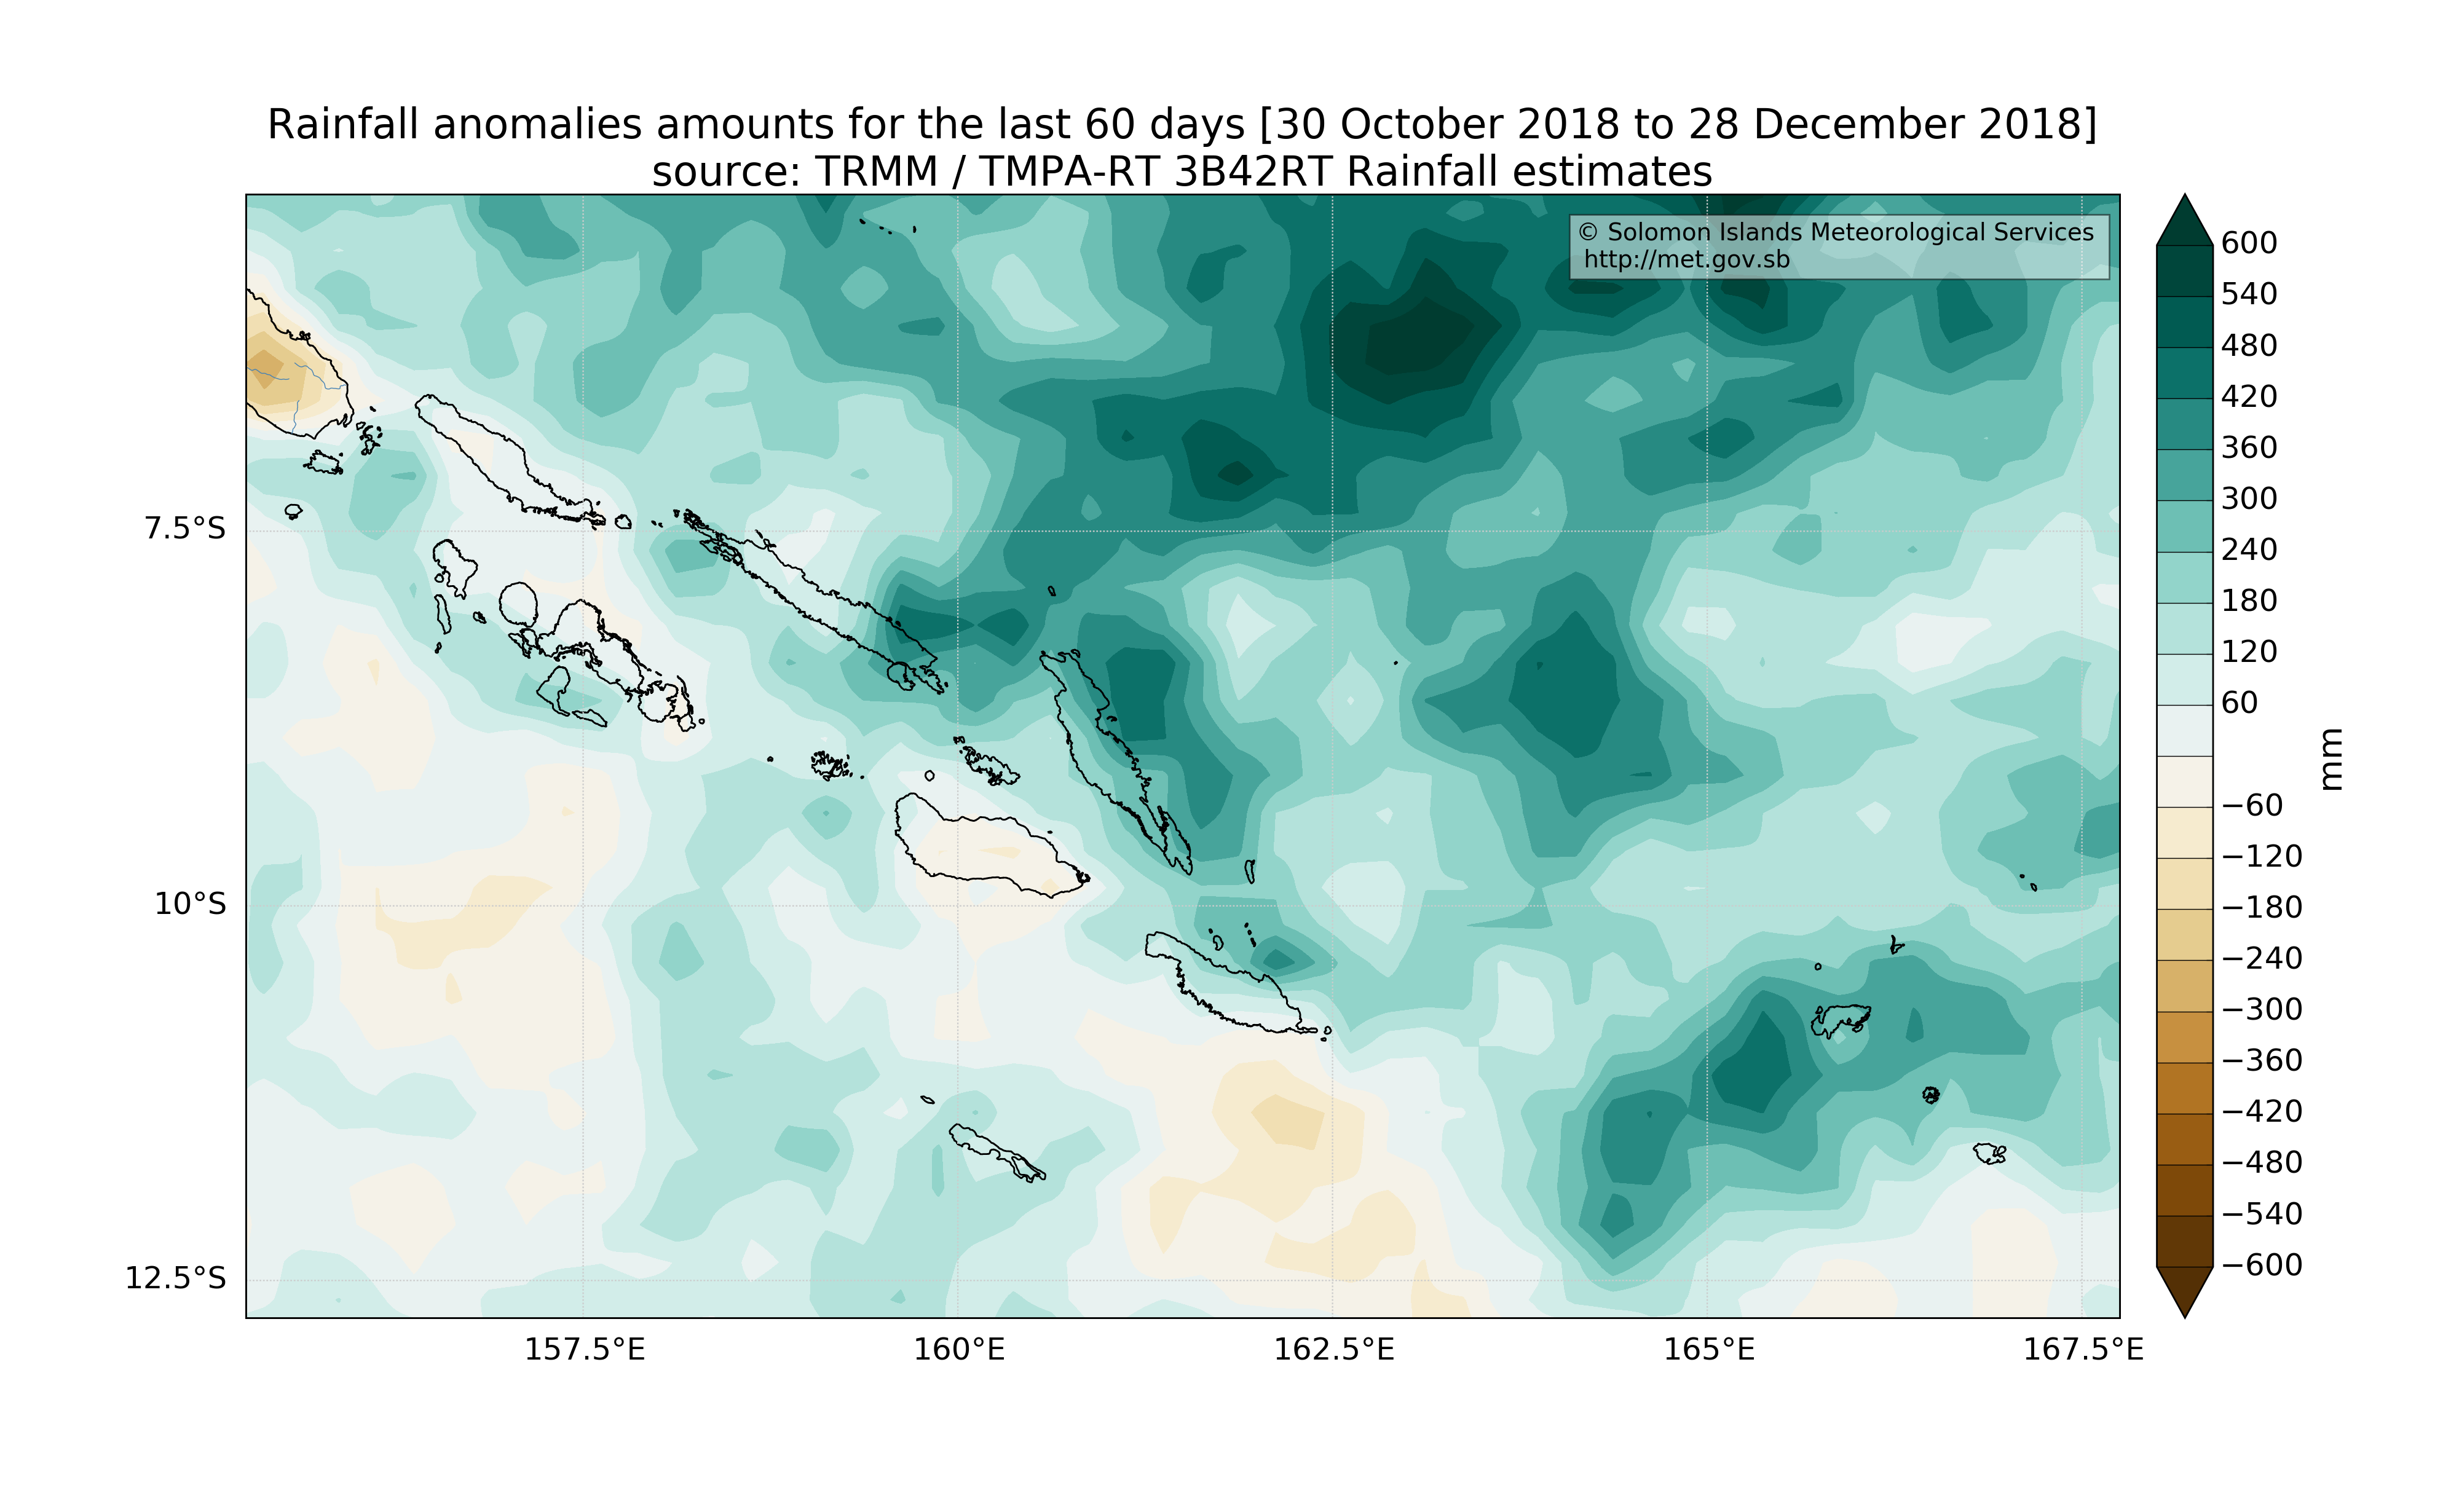 Rainfall anomalies amounts for the last 60 days [30 October 2018 to 28 December 2018]
source: TRMM / TMPA-RT 3B42RT Rainfall estimates
© Solomon Islands Meteorological Services
http://met.gov.sb
7.5°S
10°S
12.5°S
157.5°E
160°E
162.5°E
165°E
167.5°E
600
540
480
420
360
300
240
180
120
60
−60
−120
−180
−240
−300
−360
−420
−480
−540
−600
mm